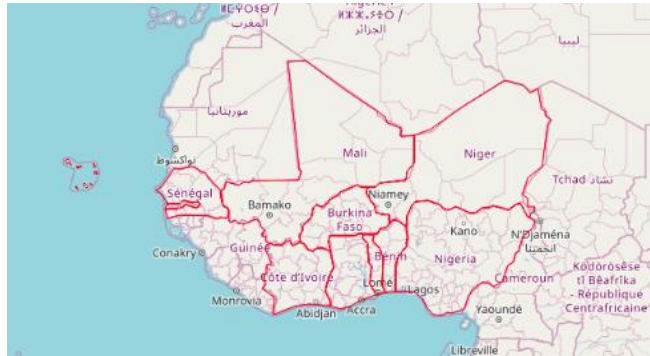 المغرب
الجزائر
ليبيا
موريتانيا
نواكشوط
Mali
Niger
Tchad تشاد
Sénégal
Bamako
Niamey
Burkina
Faso
Kano
N'Djaména
انجمينا
Conakry
Guinée
Bénin
Nigeria
Côte d'Ivoire
Lomé
Lagos
Cameroun
Ködörösêse
tî Bêafrîka
- République
Centrafricaine
Monrovia
Abidjan
Accra
Yaoundé
Libreville